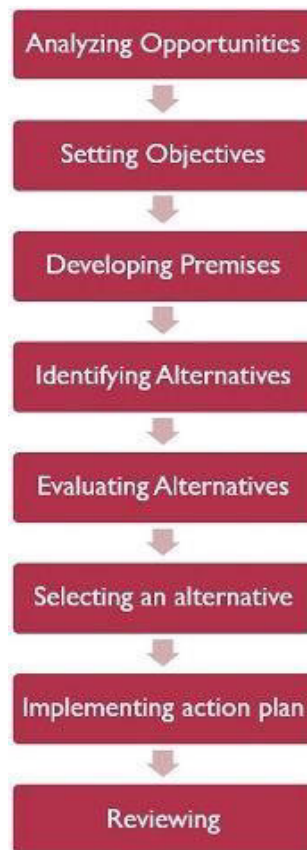 Analyzing Opportunities
Setting Objectives
Developing Premises
Identifying Alternatives
Evaluating Alternatives
Selecting an alternative
Implementing action plan
Reviewing